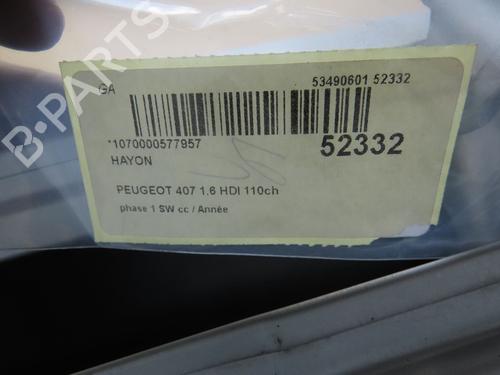 GA 53490601 52332
*1070000577957 52332
HAYON
PEUGEOT 407 1.6 HDI 110ch
phase 1 SW cc / Année
B-PARTS